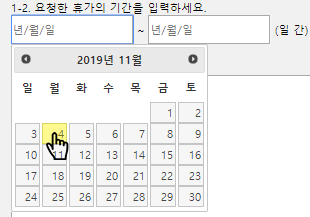 1-2. 요청한 휴가의 기간을 입력하세요.
년/월/일 ~ 년/월/일 (일 간)
2019년 11월
일 월 화 수 목 금 토
1 2
3 4 5 6 7 8 9
10 11 12 13 14 15 16
17 18 19 20 21 22 23
24 25 26 27 28 29 30